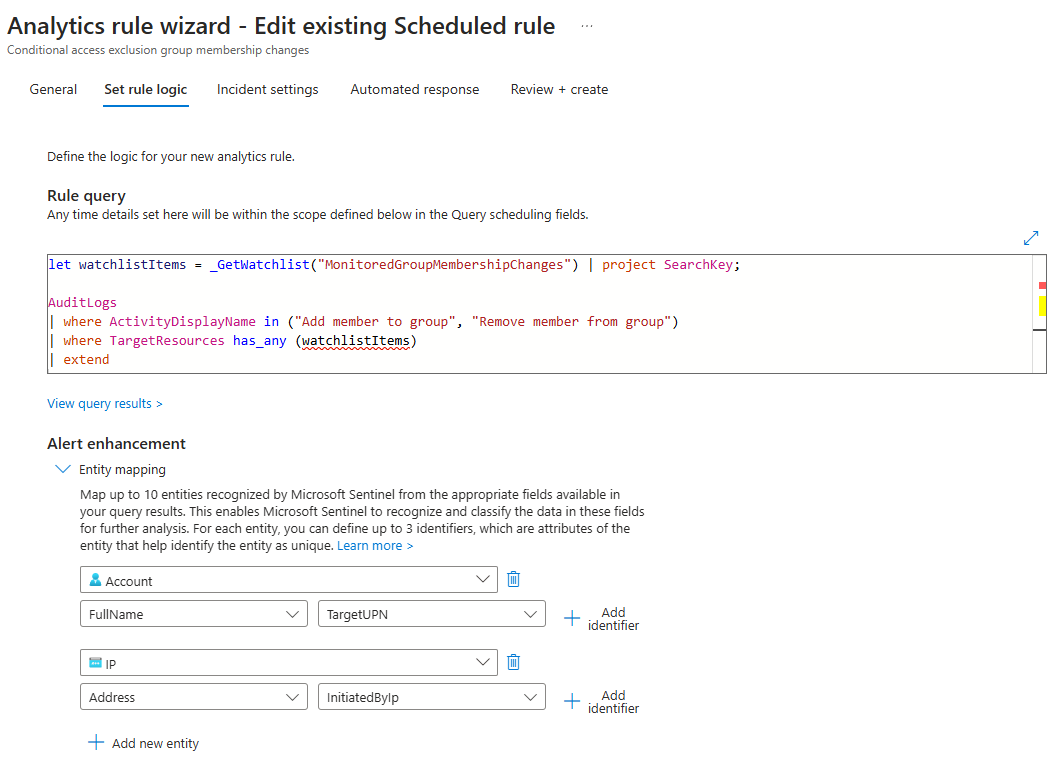 Analytics rule wizard - Edit existing Scheduled rule ...
Conditional access exclusion group membership changes
General Set rule logic Incident settings Automated response Review + create
Define the logic for your new analytics rule.
Rule query
Any time details set here will be within the scope defined below in the Query scheduling fields.
let watchlistItems = _GetWatchlist("MonitoredGroupMembershipChanges") | project SearchKey;
AuditLogs
| where ActivityDisplayName in ("Add member to group", "Remove member from group")
| where TargetResources has_any (watchlistItems)
| extend
View query results >
Alert enhancement
Entity mapping
Map up to 10 entities recognized by Microsoft Sentinel from the appropriate fields available in
your query results. This enables Microsoft Sentinel to recognize and classify the data in these fields
for further analysis. For each entity, you can define up to 3 identifiers, which are attributes of the
entity that help identify the entity as unique. Learn more >
Account
FullName TargetUPN Add
identifier
IP
Address InitiatedByIp Add
identifier
Add new entity